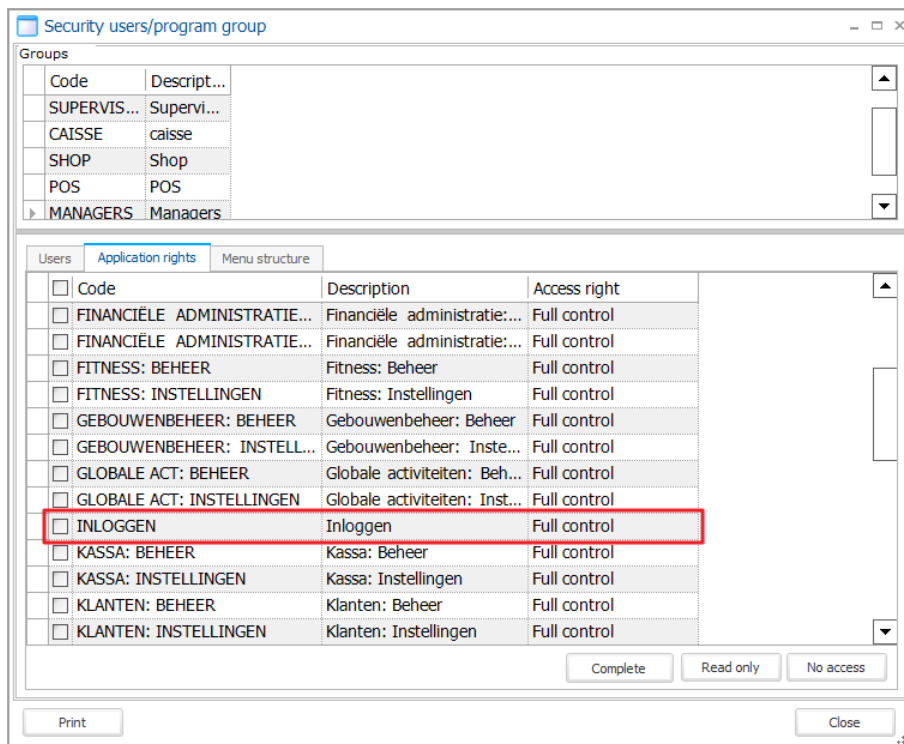 Security users/program group
Groups
Code Descript...
SUPERVIS... Supervi...
CAISSE caisse
SHOP Shop
POS POS
MANAGERS Managers
Users Application rights Menu structure
Code Description Access right
FINANCIËLE ADMINISTRATIE... Financiële administratie:... Full control
FINANCIËLE ADMINISTRATIE... Financiële administratie:... Full control
FITNESS: BEHEER Fitness: Beheer Full control
FITNESS: INSTELLINGEN Fitness: Instellingen Full control
GEBOUWENBEHEER: BEHEER Gebouwenbeheer: Beheer Full control
GEBOUWENBEHEER: INSTELL... Gebouwenbeheer: Inste... Full control
GLOBALE ACT: BEHEER Globale activiteiten: Beh... Full control
GLOBALE ACT: INSTELLINGEN Globale activiteiten: Inst... Full control
INLOGGEN Inloggen Full control
KASSA: BEHEER Kassa: Beheer Full control
KASSA: INSTELLINGEN Kassa: Instellingen Full control
KLANTEN: BEHEER Klanten: Beheer Full control
KLANTEN: INSTELLINGEN Klanten: Instellingen Full control
Complete Read only No access
Print Close